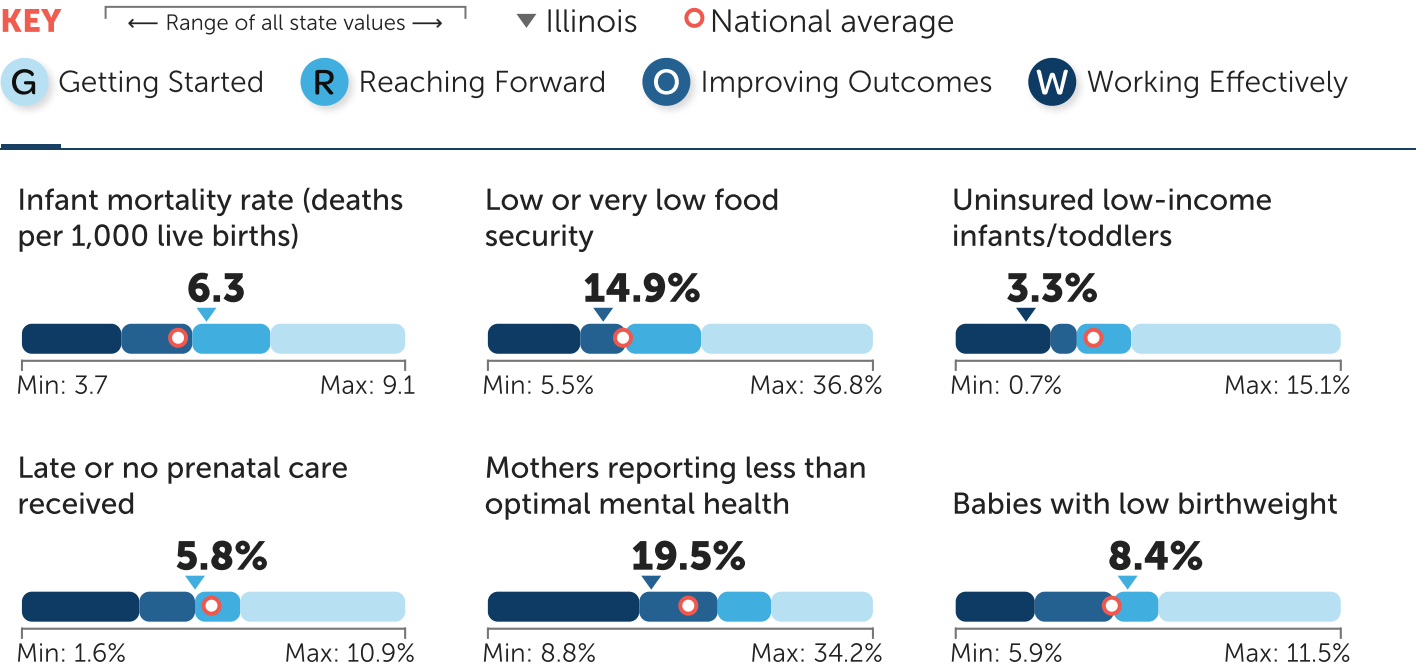 KEY
← Range of all state values →
Illinois
National average
G Getting Started
R Reaching Forward
O Improving Outcomes
W Working Effectively
Infant mortality rate (deaths
per 1,000 live births)
6.3
Min: 3.7
Max: 9.1
Low or very low food
security
14.9%
Min: 5.5%
Max: 36.8%
Uninsured low-income
infants/toddlers
3.3%
Min: 0.7%
Max: 15.1%
Late or no prenatal care
received
5.8%
Min: 1.6%
Max: 10.9%
Mothers reporting less than
optimal mental health
19.5%
Min: 8.8%
Max: 34.2%
Babies with low birthweight
8.4%
Min: 5.9%
Max: 11.5%